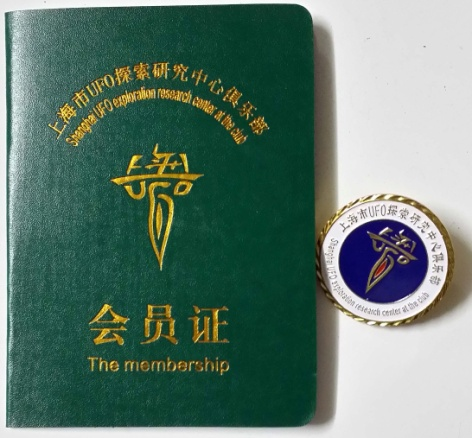 上海市UFO探索研究中心俱乐部
Shanghai UFO exploration research center at the club
UFO
会员证
The membership
上海市UFO探索研究中心俱乐部
Shanghai UFO exploration research center at the club